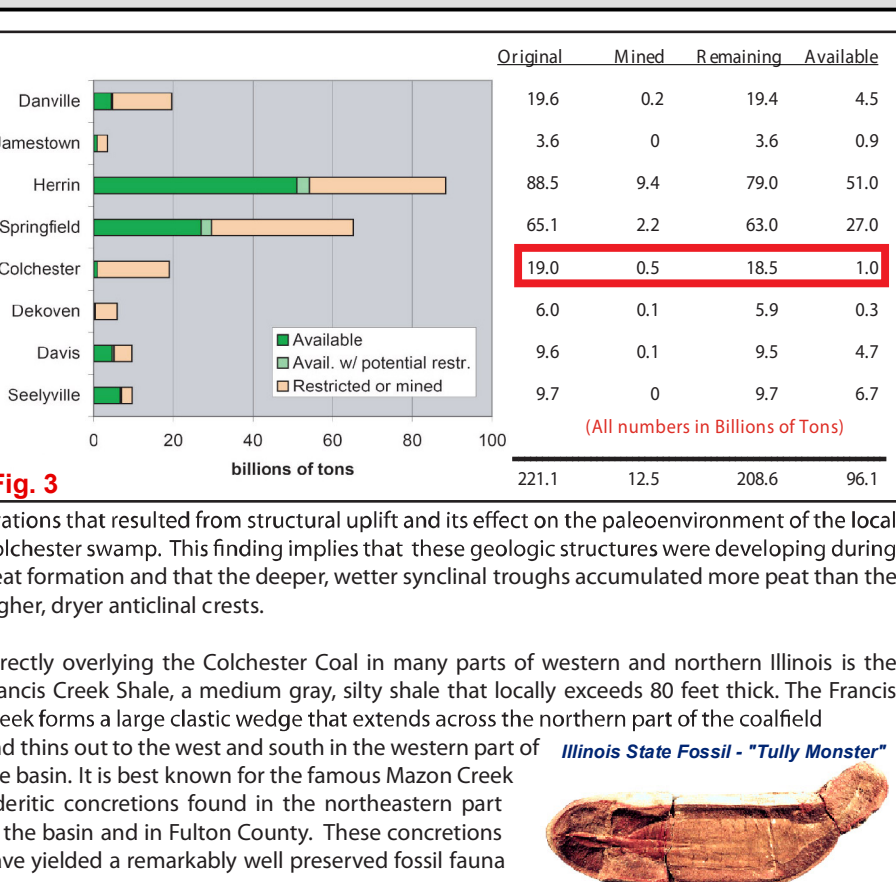 Original Mined Remaining Available
Danville 19.6 0.2 19.4 4.5
Jamestown 3.6 0 3.6 0.9
Herrin 88.5 9.4 79.0 51.0
Springfield 65.1 2.2 63.0 27.0
Colchester 19.0 0.5 18.5 1.0
Dekoven 6.0 0.1 5.9 0.3
Davis 9.6 0.1 9.5 4.7
Seelyville 9.7 0 9.7 6.7
Available
Avail. w/ potential restr.
Restricted or mined
(All numbers in Billions of Tons)
0 20 40 60 80 100
billions of tons
221.1 12.5 208.6 96.1
Fig. 3
rations that resulted from structural uplift and its effect on the paleoenvironment of the local
olchester swamp. This finding implies that these geologic structures were developing during
eat formation and that the deeper, wetter synclinal troughs accumulated more peat than the
gher, dryer anticlinal crests.
rectly overlying the Colchester Coal in many parts of western and northern Illinois is the
ancis Creek Shale, a medium gray, silty shale that locally exceeds 80 feet thick. The Francis
eek forms a large clastic wedge that extends across the northern part of the coalfield
nd thins out to the west and south in the western part of
e basin. It is best known for the famous Mazon Creek
deritic concretions found in the northeastern part
the basin and in Fulton County. These concretions
ave yielded a remarkably well preserved fossil fauna
Illinois State Fossil - "Tully Monster"